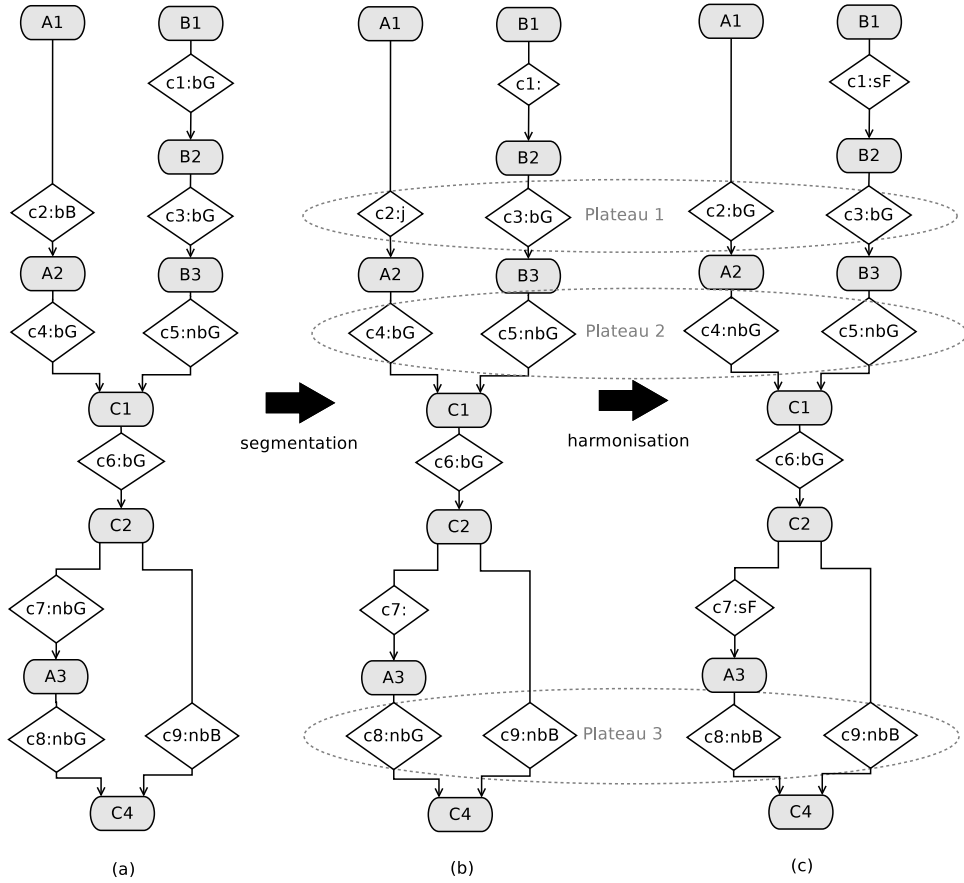 A1 B1 A1 B1 A1 B1
c1:bG c1: c1:sF
B2 B2 B2
c2:bB c3:bG c2:j c3:bG Plateau 1 c2:bG c3:bG
A2 B3 A2 B3 A2 B3
c4:bG c5:nbG c4:bG c5:nbG Plateau 2 c4:nbG c5:nbG
C1 C1 C1
segmentation harmonisation
c6:bG c6:bG c6:bG
C2 C2 C2
c7:nbG c7: c7:sF
A3 A3 A3
c8:nbG c9:nbB c8:nbG c9:nbB Plateau 3 c8:nbB c9:nbB
C4 C4 C4
(a) (b) (c)